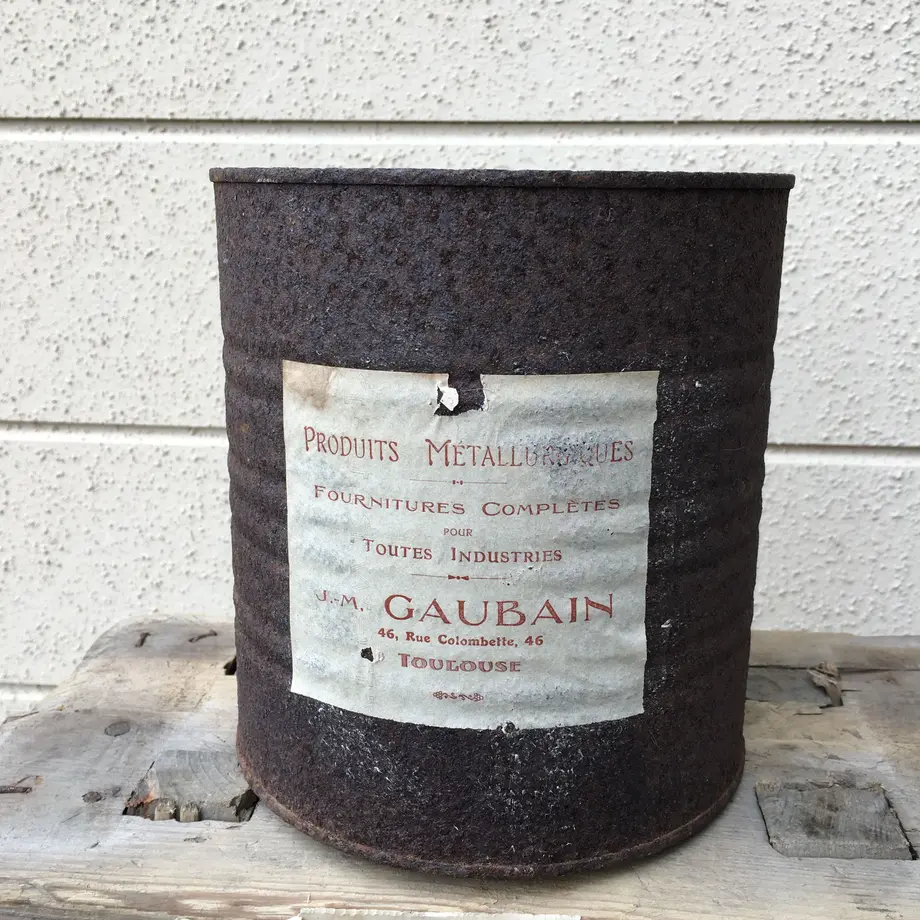 PRODUITS MÉTALLURGIQUES
FOURNITURES COMPLÈTES
POUR
TOUTES INDUSTRIES
J.-M. GAUBAIN
46, Rue Colombette, 46
TOULOUSE